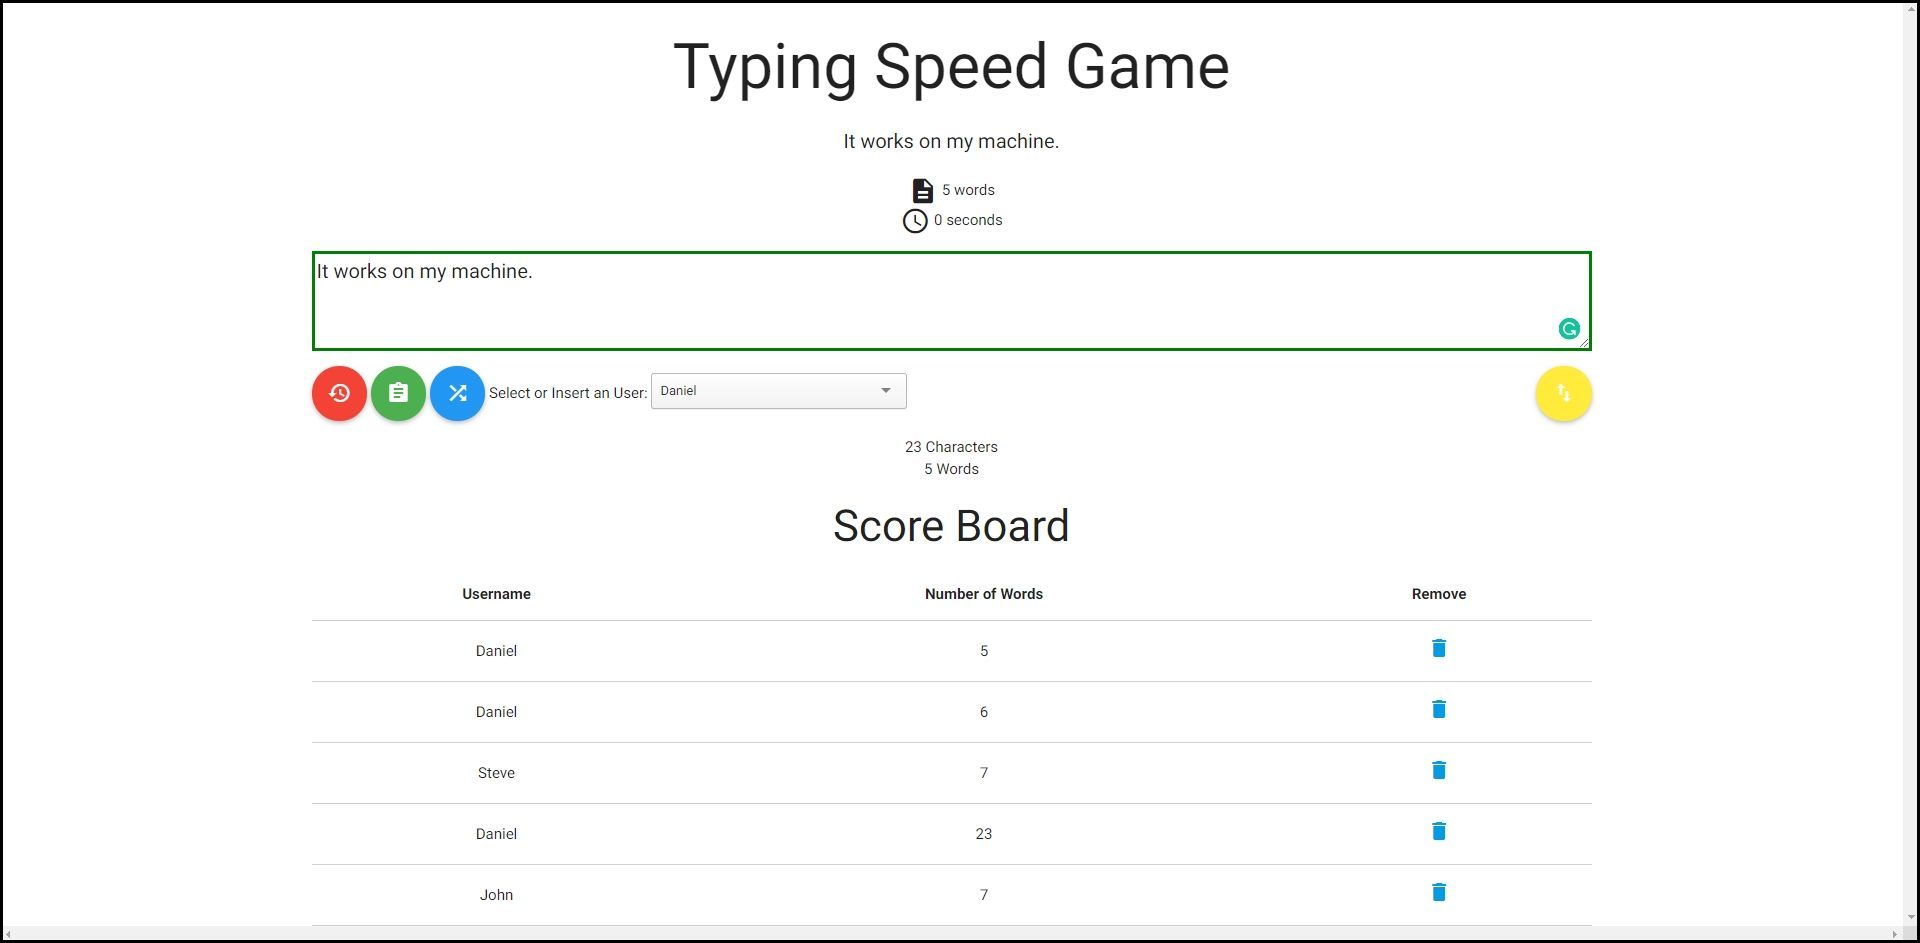 Typing Speed Game
It works on my machine.
5 words
0 seconds
It works on my machine.
Select or Insert an User: Daniel
23 Characters
5 Words
Score Board
Username Number of Words Remove
Daniel 5
Daniel 6
Steve 7
Daniel 23
John 7